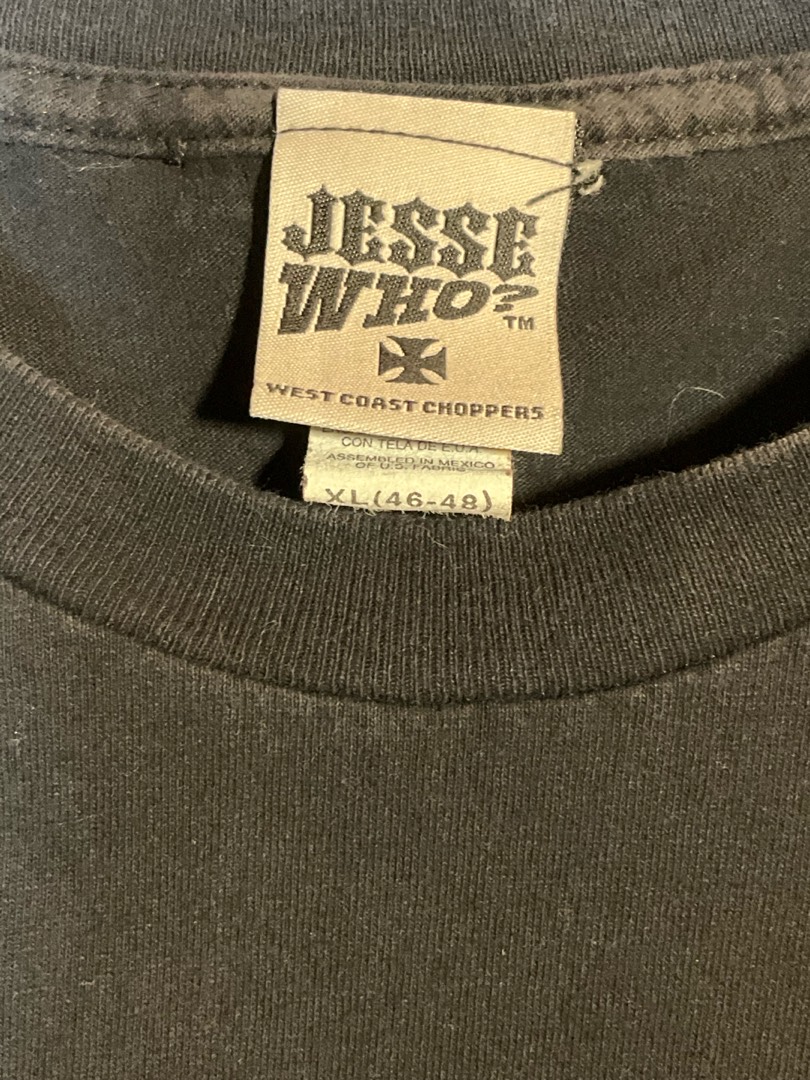 JESSE
WHO?
TM
WEST COAST CHOPPERS
CON TELA DE E.U.A
ASSEMBLED IN MEXICO
OF U.S. FABRIC
XL(46-48)